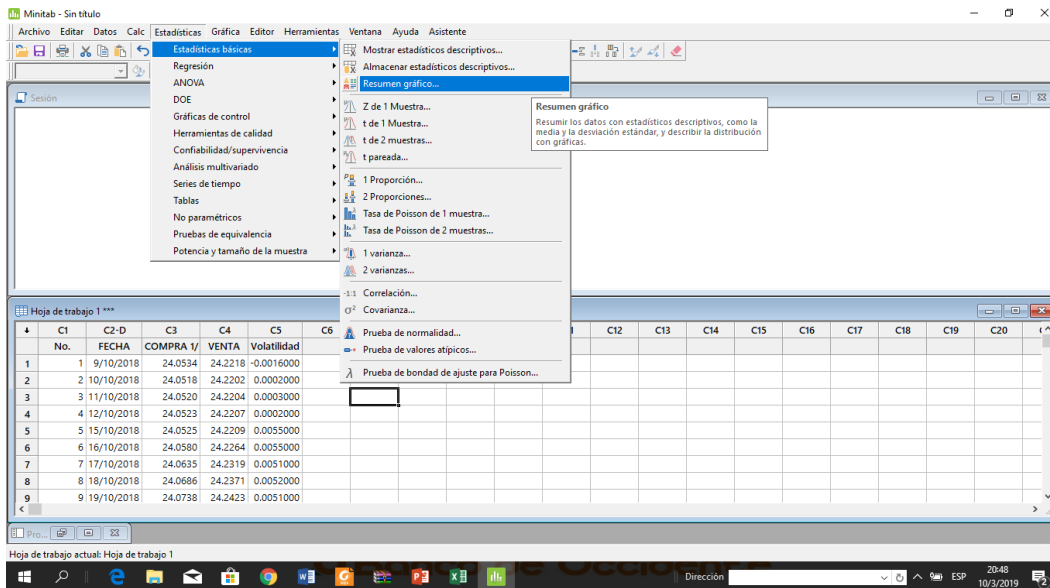 Minitab - Sin título
Archivo Editar Datos Calc Estadísticas Gráfica Editor Herramientas Ventana Ayuda Asistente
Estadísticas básicas
Regresión
ANOVA
DOE
Gráficas de control
Herramientas de calidad
Confiabilidad/supervivencia
Análisis multivariado
Series de tiempo
Tablas
No paramétricos
Pruebas de equivalencia
Potencia y tamaño de la muestra
Mostrar estadísticos descriptivos...
Almacenar estadísticos descriptivos...
Resumen gráfico...
Z de 1 Muestra...
t de 1 Muestra...
t de 2 muestras...
t pareada...
1 Proporción...
2 Proporciones...
Tasa de Poisson de 1 muestra...
Tasa de Poisson de 2 muestras...
1 varianza...
2 varianzas...
Correlación...
σ² Covarianza...
Prueba de normalidad...
Prueba de valores atípicos...
λ Prueba de bondad de ajuste para Poisson...
Resumen gráfico
Resumir los datos con estadísticos descriptivos, como la
media y la desviación estándar, y describir la distribución
con gráficas.
Sesión
Hoja de trabajo 1 ***
C1 C2-D C3 C4 C5 C6 C12 C13 C14 C15 C16 C17 C18 C19 C20
No. FECHA COMPRA 1/ VENTA Volatilidad
1 1 9/10/2018 24.0534 24.2218 -0.0016000
2 2 10/10/2018 24.0518 24.2202 0.0002000
3 3 11/10/2018 24.0520 24.2204 0.0003000
4 4 12/10/2018 24.0523 24.2207 0.0002000
5 5 15/10/2018 24.0525 24.2209 0.0055000
6 6 16/10/2018 24.0580 24.2264 0.0055000
7 7 17/10/2018 24.0635 24.2319 0.0051000
8 8 18/10/2018 24.0686 24.2371 0.0052000
9 9 19/10/2018 24.0738 24.2423 0.0051000
Pro...
Hoja de trabajo actual: Hoja de trabajo 1
de Occidente
Dirección
ESP
20:48
10/3/2019